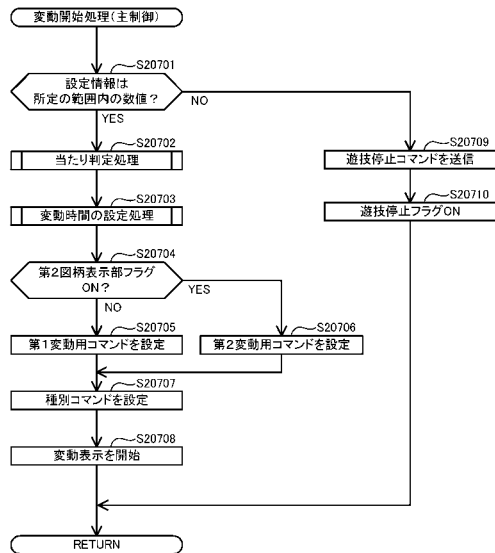 変動開始処理(主制御)
S20701
設定情報は
所定の範囲内の数値？
NO
YES
S20702
当たり判定処理
S20703
変動時間の設定処理
S20704
第2図柄表示部フラグ
ON？
YES
NO
S20705
第1変動用コマンドを設定
S20706
第2変動用コマンドを設定
S20707
種別コマンドを設定
S20708
変動表示を開始
S20709
遊技停止コマンドを送信
S20710
遊技停止フラグON
RETURN